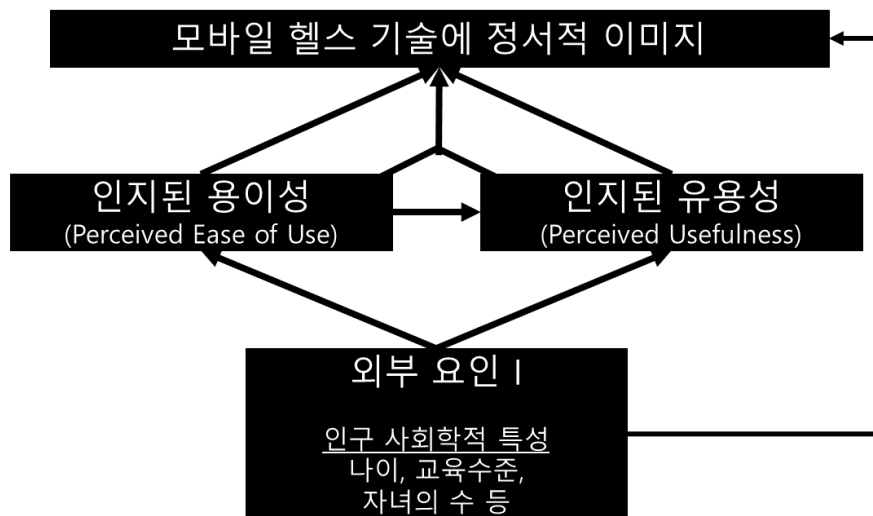 모바일 헬스 기술에 정서적 이미지
인지된 용이성
(Perceived Ease of Use)
인지된 유용성
(Perceived Usefulness)
외부 요인 I
인구 사회학적 특성
나이, 교육수준,
자녀의 수 등